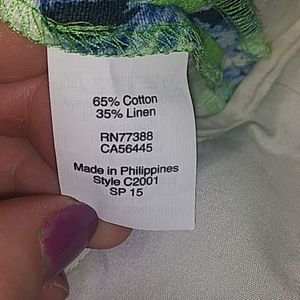 65% Cotton
35% Linen
RN77388
CA56445
Made in Philippines
Style C2001
SP 15